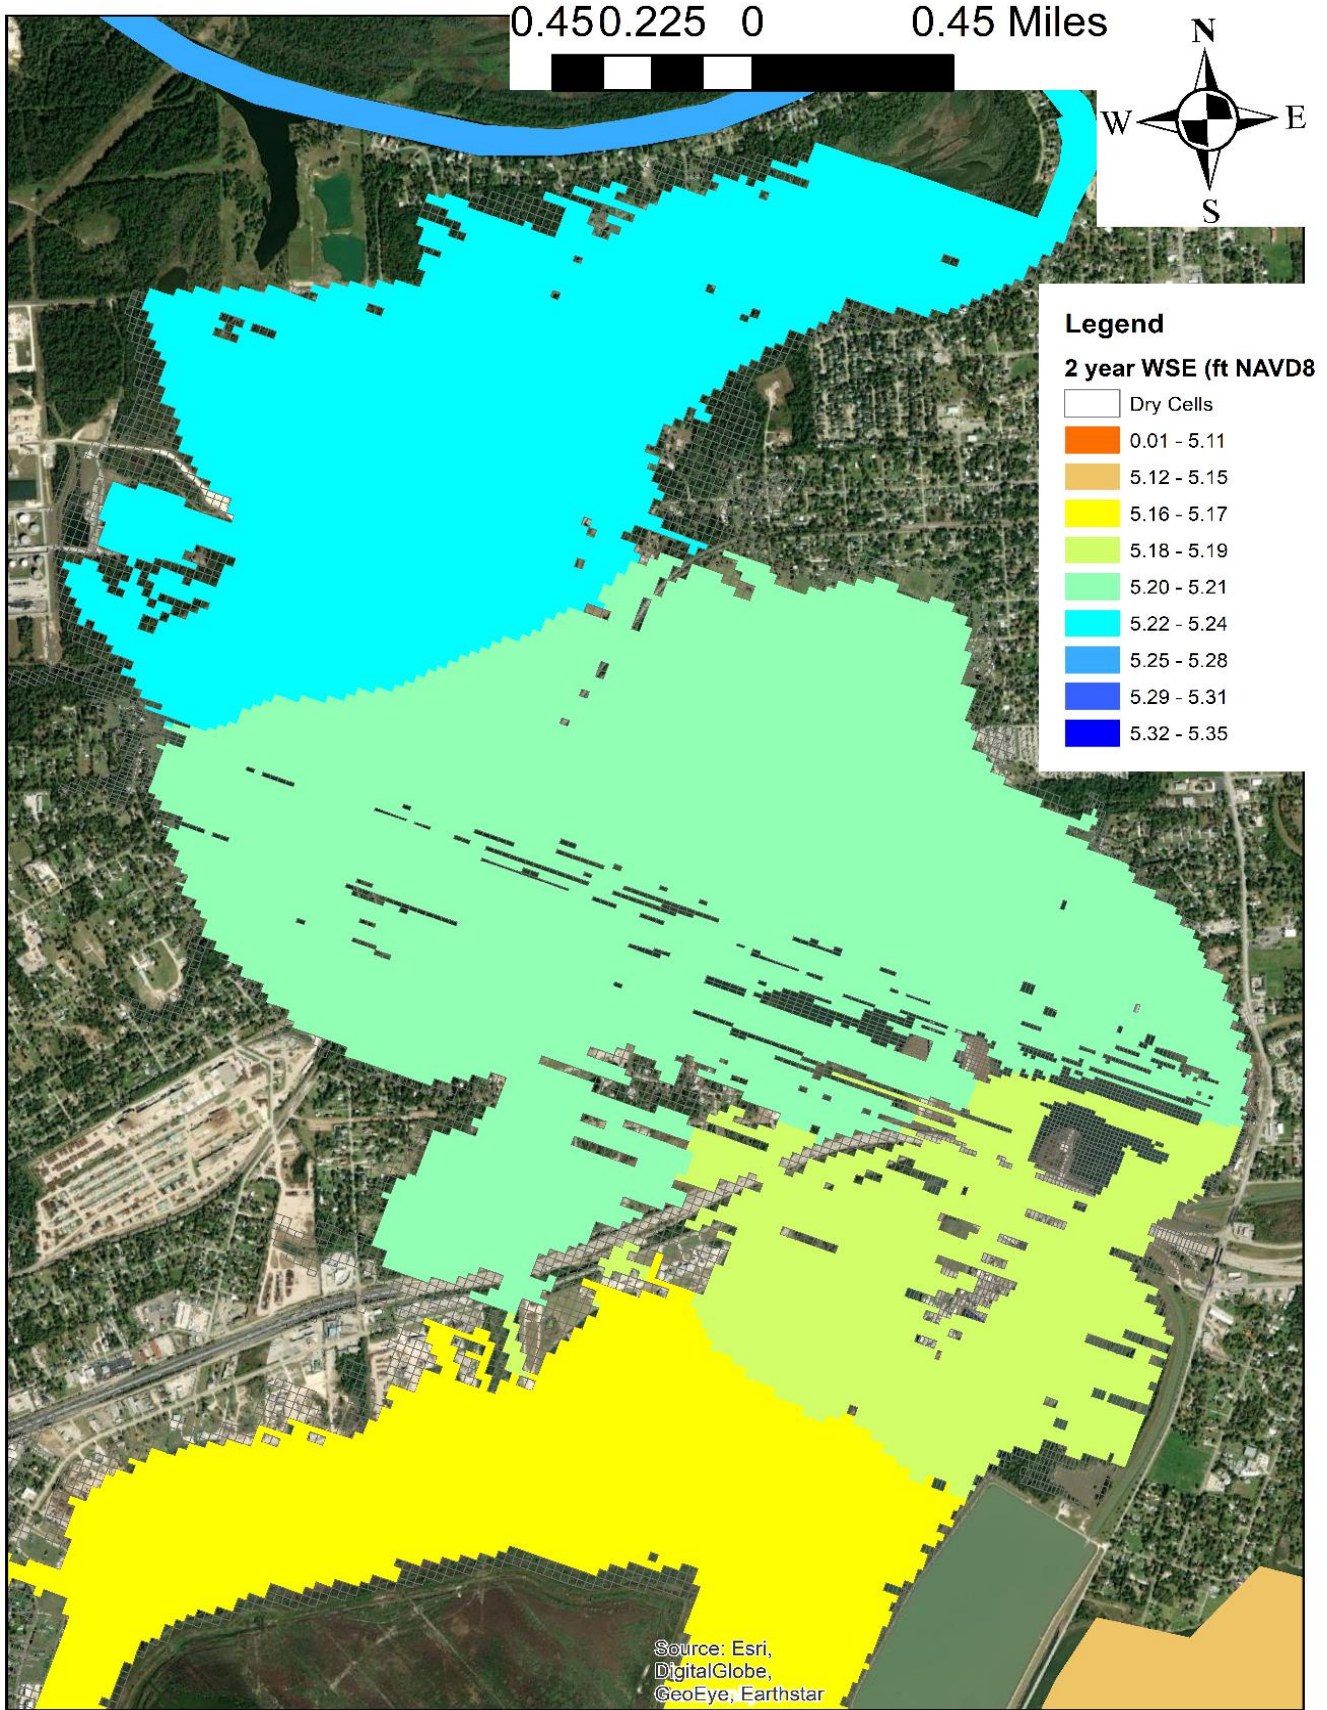 0.45 0.225 0 0.45 Miles
N
W E
S
Legend
2 year WSE (ft NAVD8
Dry Cells
0.01 - 5.11
5.12 - 5.15
5.16 - 5.17
5.18 - 5.19
5.20 - 5.21
5.22 - 5.24
5.25 - 5.28
5.29 - 5.31
5.32 - 5.35
Source: Esri,
DigitalGlobe,
GeoEye, Earthstar